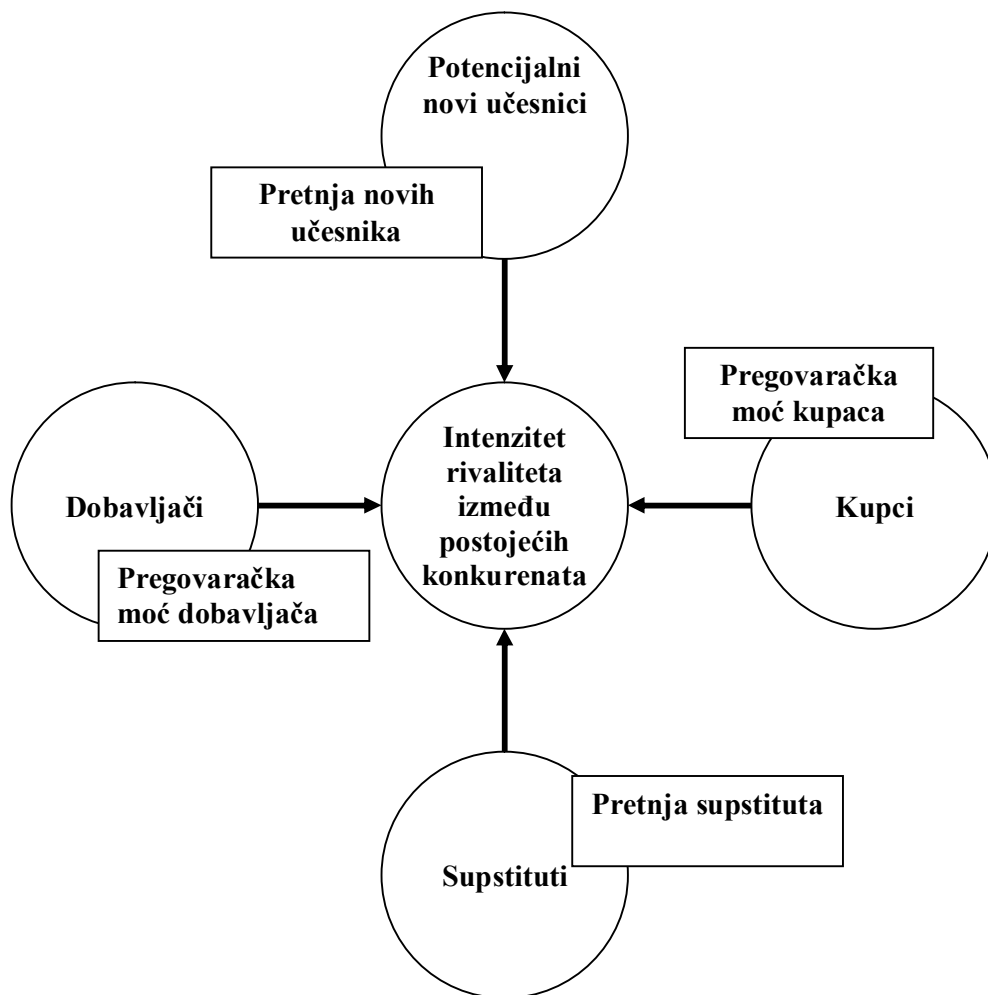 Potencijalni
novi učesnici
Pretnja novih
učesnika
Pregovaračka
moć kupaca
Intenzitet
rivaliteta
između
postojećih
konkurenata
Dobavljači
Kupci
Pregovaračka
moć dobavljača
Pretnja supstituta
Supstituti